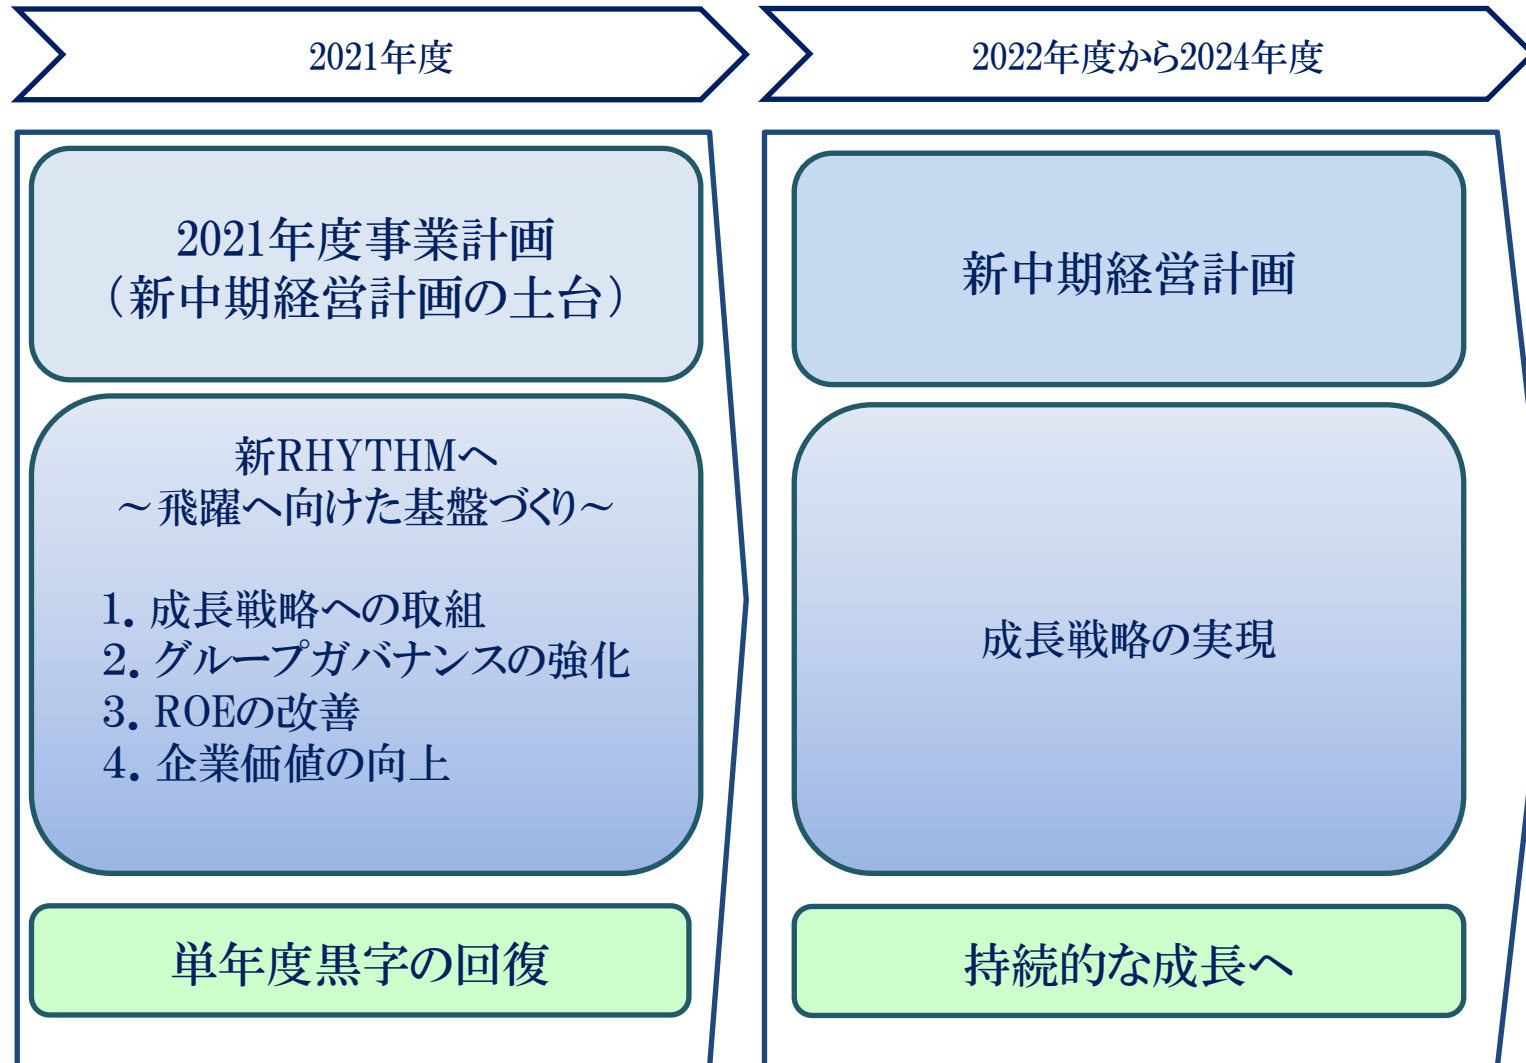 2021年度
2022年度から2024年度
2021年度事業計画
（新中期経営計画の土台）
新RHYTHMへ
～飛躍へ向けた基盤づくり～
1．成長戦略への取組
2．グループガバナンスの強化
3．ROEの改善
4．企業価値の向上
単年度黒字の回復
新中期経営計画
成長戦略の実現
持続的な成長へ